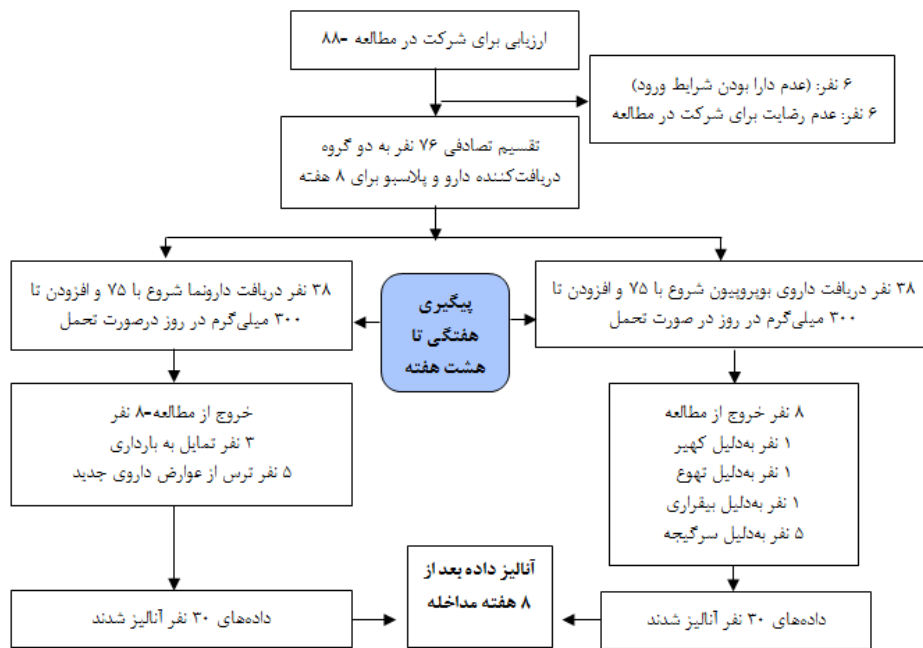 ارزیابی برای شرکت در مطالعه -۸۸
۶ نفر: (عدم دارا بودن شرایط ورود)
۶ نفر: عدم رضایت برای شرکت در مطالعه
تقسیم تصادفی ۷۶ نفر به دو گروه
دریافت‌کننده دارو و پلاسبو برای ۸ هفته
۳۸ نفر دریافت داروی بوپروپیون شروع با ۷۵ و افزودن تا
۳۰۰ میلی‌گرم در روز در صورت تحمل
پیگیری
هفتگی تا
هشت هفته
۳۸ نفر دریافت دارونما شروع با ۷۵ و افزودن تا
۳۰۰ میلی‌گرم در روز درصورت تحمل
۸ نفر خروج از مطالعه
۱ نفر به‌دلیل کهیر
۱ نفر به‌دلیل تهوع
۱ نفر به‌دلیل بیقراری
۵ نفر به‌دلیل سرگیجه
خروج از مطالعه-۸ نفر
۳ نفر تمایل به بارداری
۵ نفر ترس از عوارض داروی جدید
داده‌های ۳۰ نفر آنالیز شدند
آنالیز داده بعد از
۸ هفته مداخله
داده‌های ۳۰ نفر آنالیز شدند